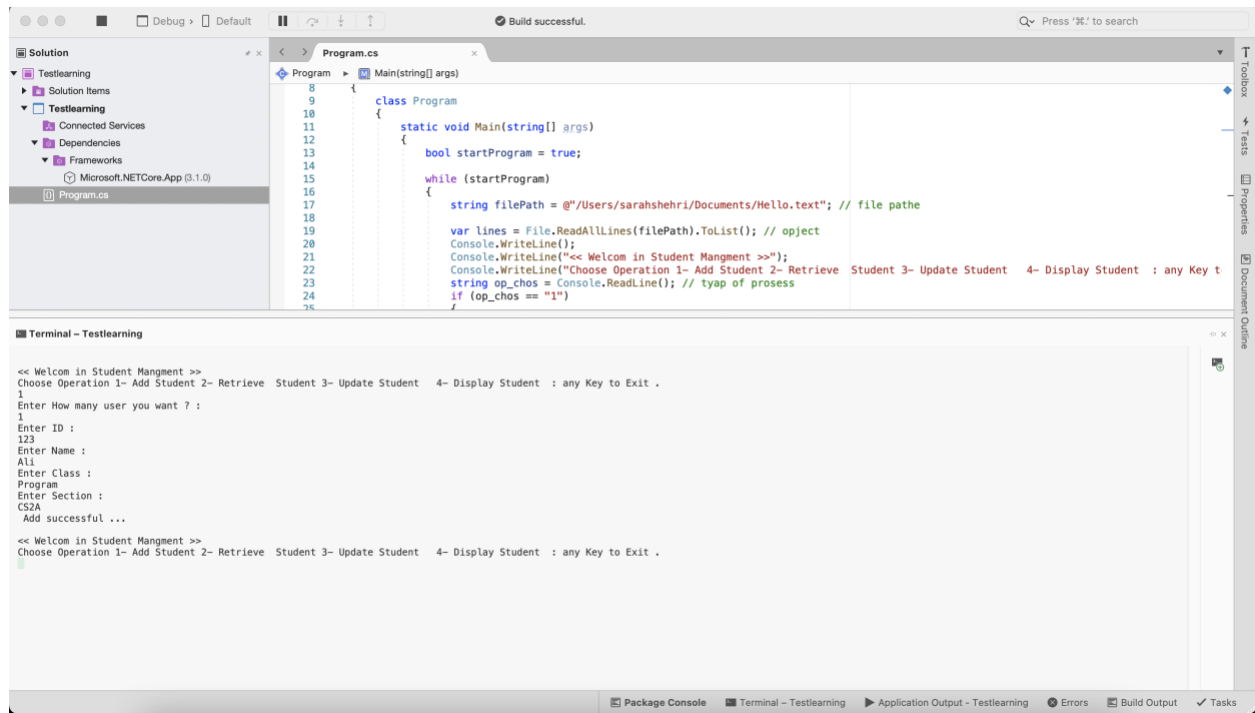 Debug › Default
Build successful.
Press '⌘.' to search
Solution
Testlearning
Solution Items
Testlearning
Connected Services
Dependencies
Frameworks
Microsoft.NETCore.App (3.1.0)
Program.cs
Program.cs
Program ▸ Main(string[] args)
8 {
9 class Program
10 {
11 static void Main(string[] args)
12 {
13 bool startProgram = true;
14
15 while (startProgram)
16 {
17 string filePath = @"/Users/sarahshehri/Documents/Hello.text"; // file pathe
18
19 var lines = File.ReadAllLines(filePath).ToList(); // opject
20 Console.WriteLine();
21 Console.WriteLine("<< Welcom in Student Mangment >>");
22 Console.WriteLine("Choose Operation 1- Add Student 2- Retrieve  Student 3- Update Student   4- Display Student  : any Key t
23 string op_chos = Console.ReadLine(); // tyap of prosess
24 if (op_chos == "1")
25 {
Toolbox
Tests
Properties
Document Outline
Terminal – Testlearning
<< Welcom in Student Mangment >>
Choose Operation 1- Add Student 2- Retrieve  Student 3- Update Student   4- Display Student  : any Key to Exit .
1
Enter How many user you want ? :
1
Enter ID :
123
Enter Name :
Ali
Enter Class :
Program
Enter Section :
CS2A
Add successful ...
<< Welcom in Student Mangment >>
Choose Operation 1- Add Student 2- Retrieve  Student 3- Update Student   4- Display Student  : any Key to Exit .
Package Console
Terminal – Testlearning
Application Output - Testlearning
Errors
Build Output
Tasks